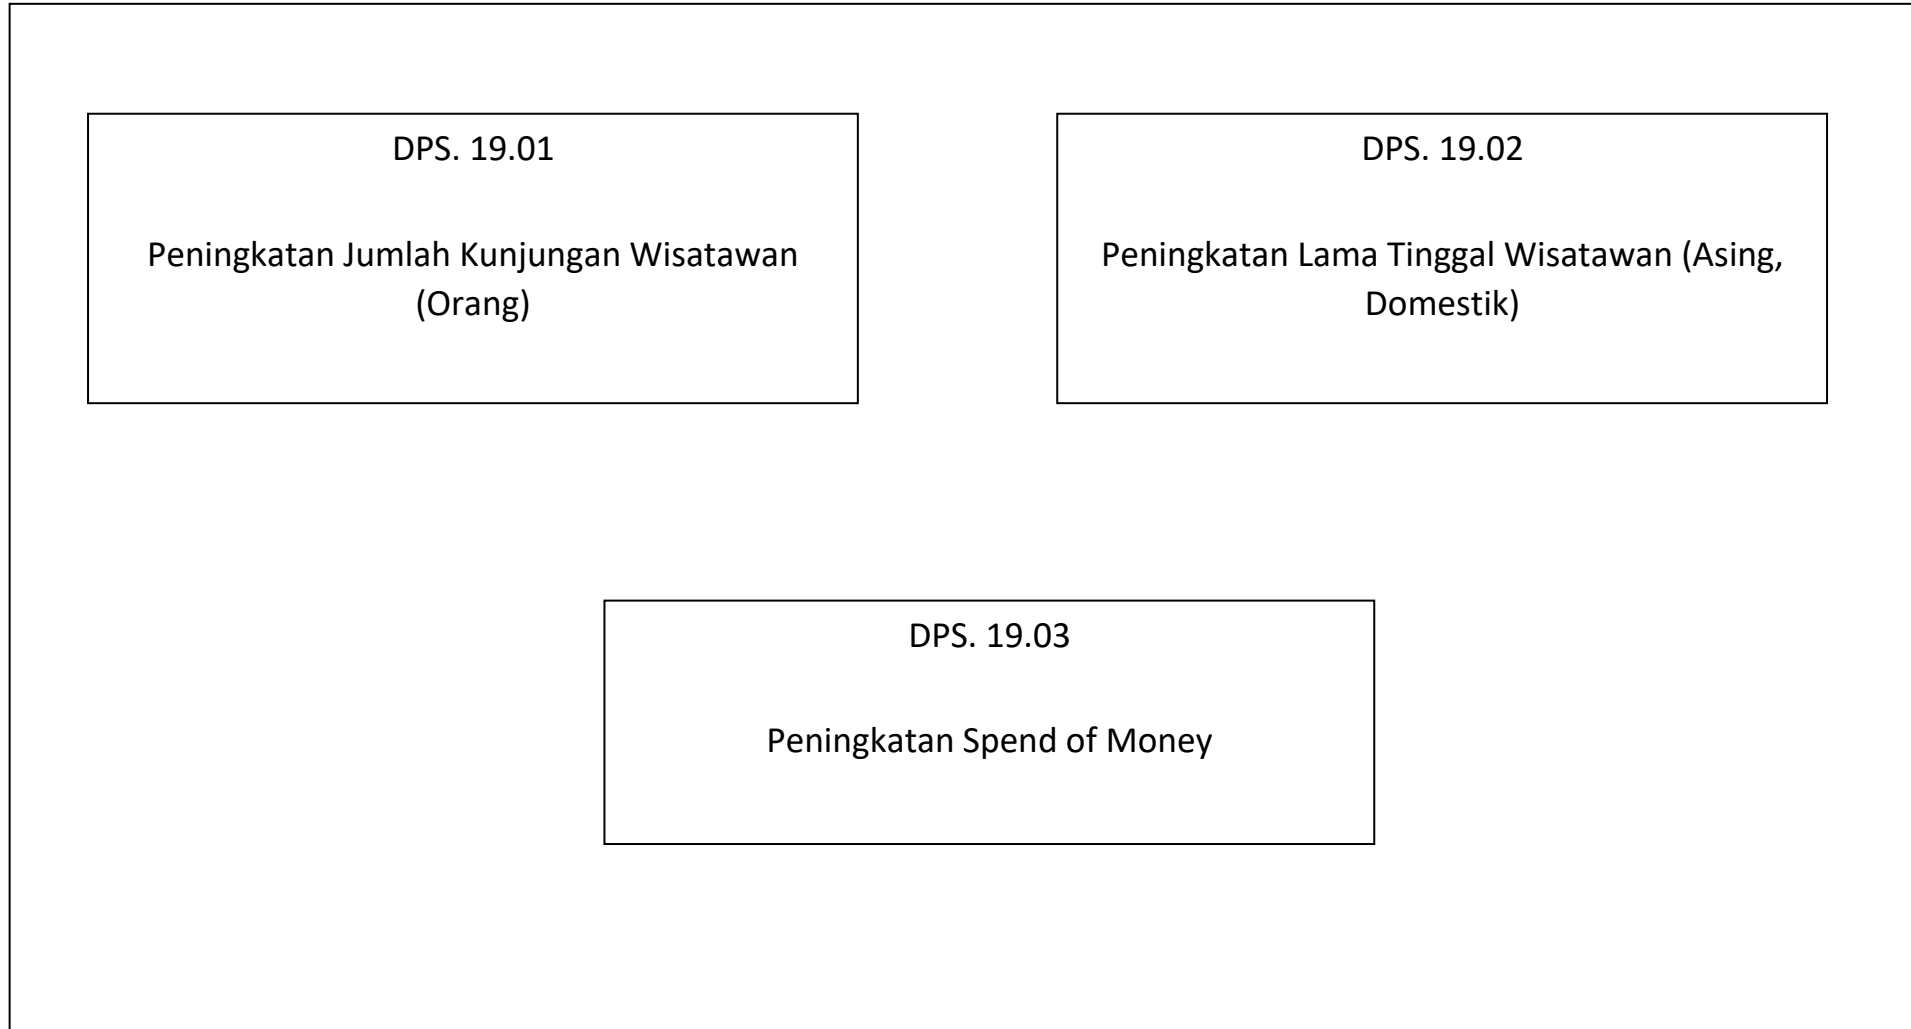 DPS. 19.01
Peningkatan Jumlah Kunjungan Wisatawan
(Orang)
DPS. 19.02
Peningkatan Lama Tinggal Wisatawan (Asing,
Domestik)
DPS. 19.03
Peningkatan Spend of Money